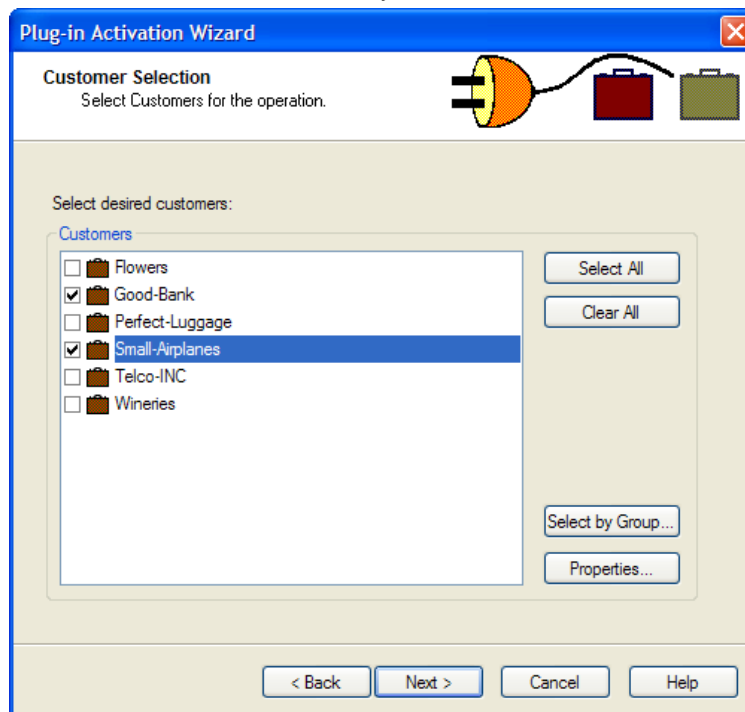 Plug-in Activation Wizard
Customer Selection
Select Customers for the operation.
Select desired customers:
Customers
Flowers
Good-Bank
Perfect-Luggage
Small-Airplanes
Telco-INC
Wineries
Select All
Clear All
Select by Group...
Properties...
< Back
Next >
Cancel
Help